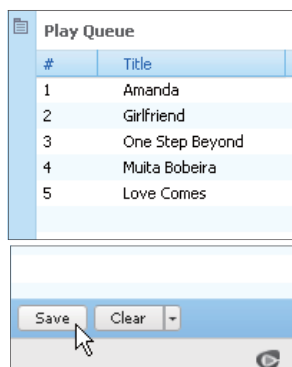 Play Queue
# Title
1 Amanda
2 Girlfriend
3 One Step Beyond
4 Muita Bobeira
5 Love Comes
Save Clear